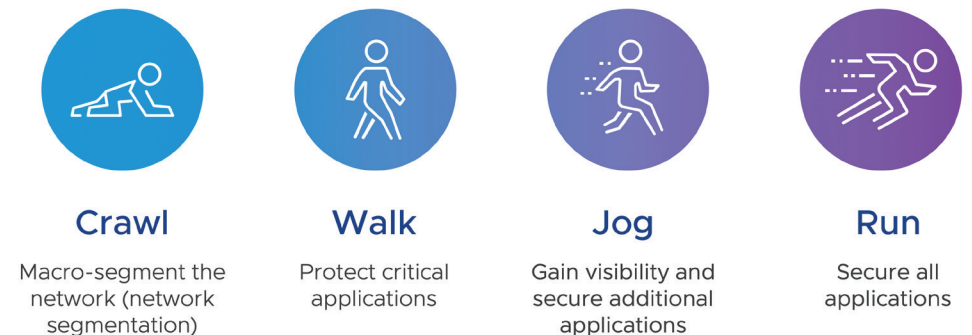 Crawl
Macro-segment the
network (network
segmentation)
Walk
Protect critical
applications
Jog
Gain visibility and
secure additional
applications
Run
Secure all
applications